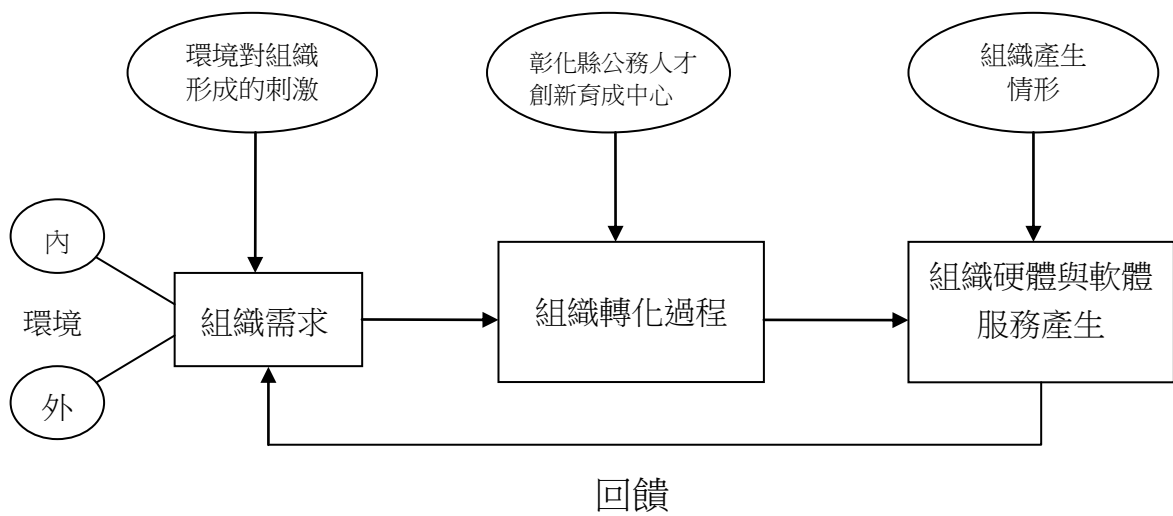 環境對組織
形成的刺激
彰化縣公務人才
創新育成中心
組織產生
情形
內
環境
外
組織需求
組織轉化過程
組織硬體與軟體
服務產生
回饋